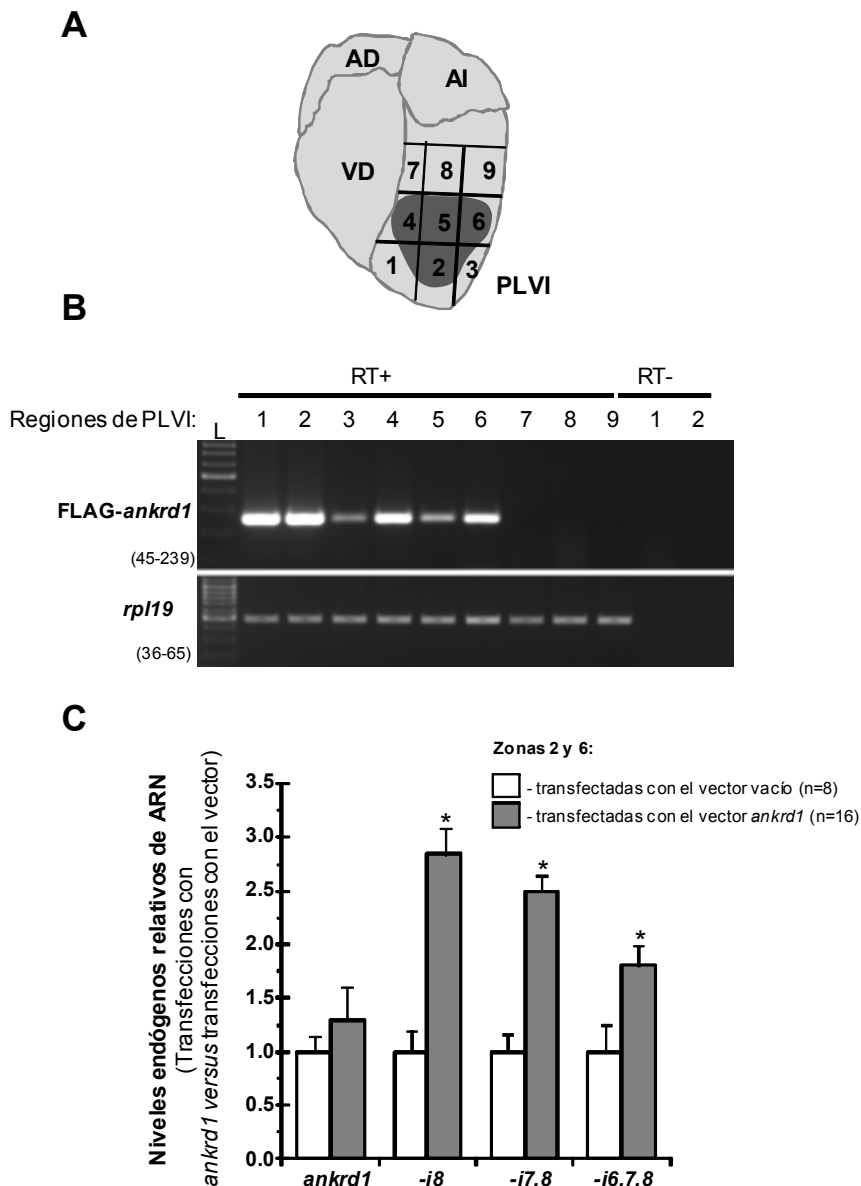 A
AD
AI
VD
7 8 9
4 5 6
1 2 3
PLVI
B
RT+ RT-
Regiones de PLVI: L 1 2 3 4 5 6 7 8 9 1 2
FLAG-ankrd1
(45-239)
rpl19
(36-65)
C
Zonas 2 y 6:
- transfectadas con el vector vacío (n=8)
- transfectadas con el vector ankrd1 (n=16)
Niveles endógenos relativos de ARN
(Transfecciones con
ankrd1 versus transfecciones con el vector)
3.5
3.0
2.5
2.0
1.5
1.0
0.5
0.0
* * *
ankrd1 -i8 -i7,8 -i6,7,8